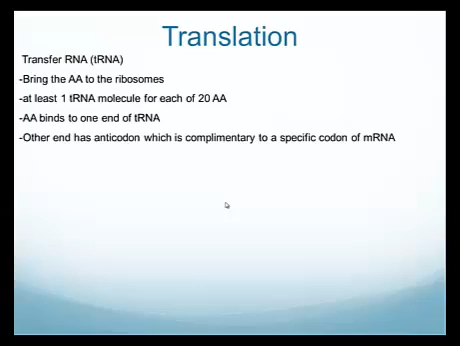 Translation
Transfer RNA (tRNA)
-Bring the AA to the ribosomes
-at least 1 tRNA molecule for each of 20 AA
-AA binds to one end of tRNA
-Other end has anticodon which is complimentary to a specific codon of mRNA